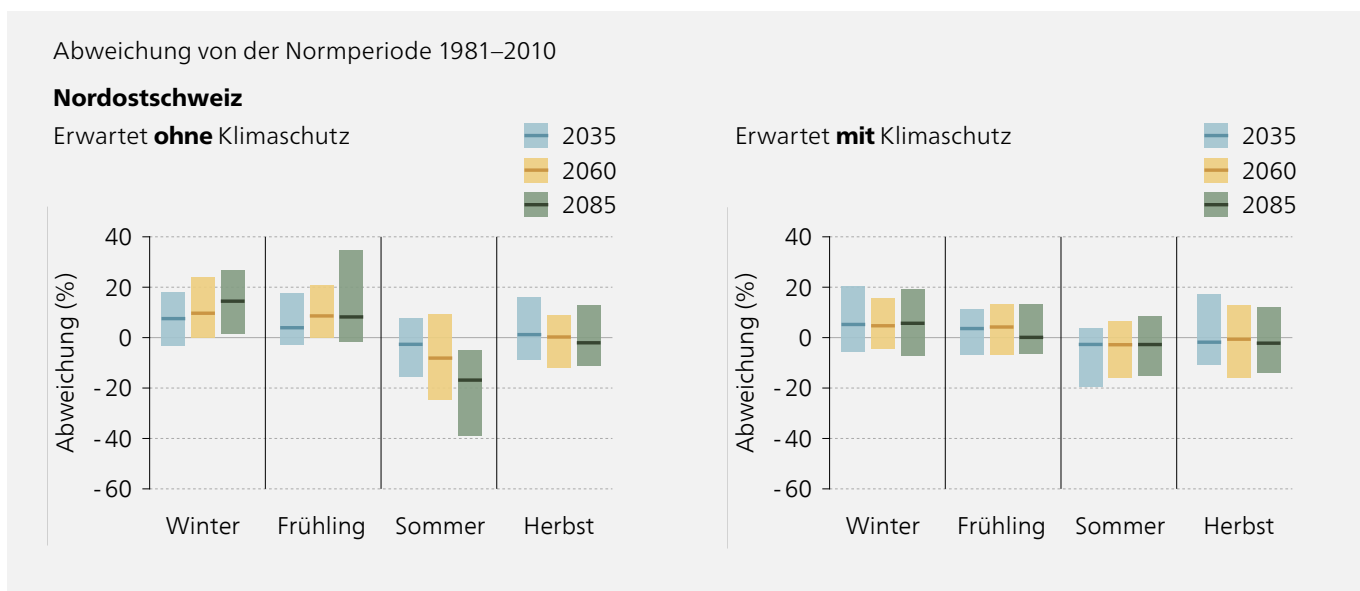 Abweichung von der Normperiode 1981–2010
Nordostschweiz
Erwartet ohne Klimaschutz
2035
2060
2085
Abweichung (%)
40
20
0
-20
-40
-60
Winter Frühling Sommer Herbst
Erwartet mit Klimaschutz
2035
2060
2085
Abweichung (%)
40
20
0
-20
-40
-60
Winter Frühling Sommer Herbst